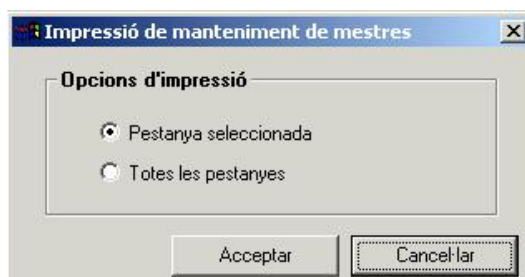 Impressió de manteniment de mestres
Opcions d'impressió
Pestanya seleccionada
Totes les pestanyes
Acceptar Cancel·lar